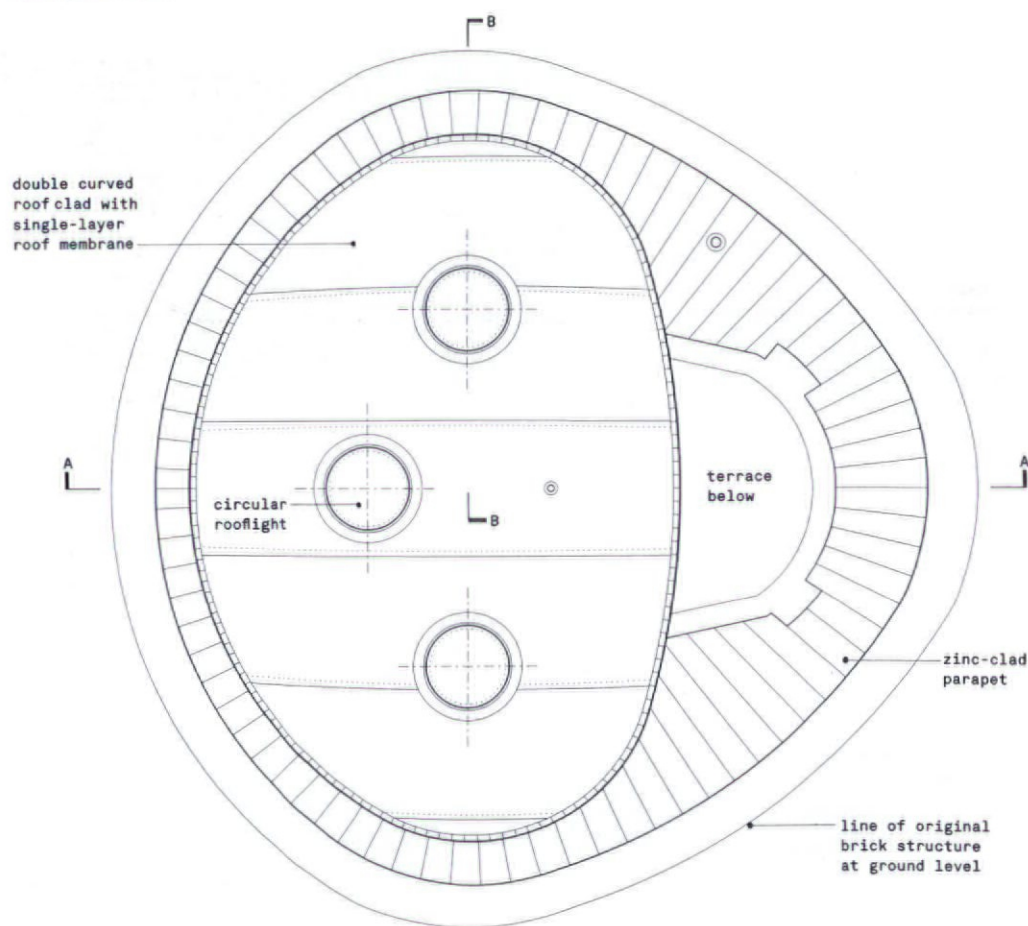 B
double curved
roof clad with
single-layer
roof membrane
A
A
circular
rooflight
B
terrace
below
zinc-clad
parapet
line of original
brick structure
at ground level